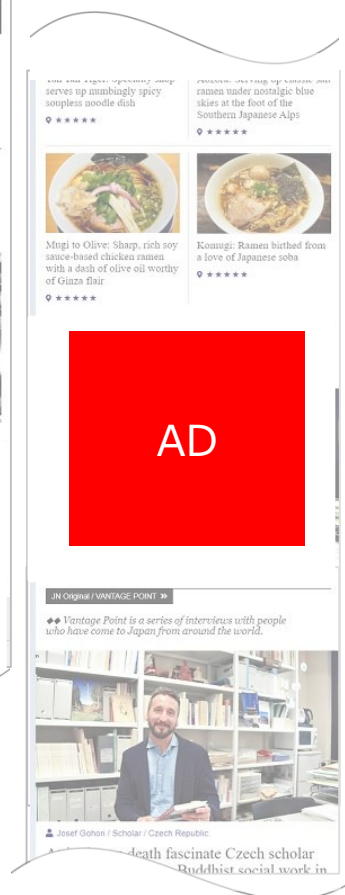 serves up numbingly spicy
soupless noodle dish
ramen under nostalgic blue
skies at the foot of the
Southern Japanese Alps
Mugi to Olive: Sharp, rich soy
sauce-based chicken ramen
with a dash of olive oil worthy
of Ginza flair
Komugi: Ramen birthed from
a love of Japanese soba
AD
JN Original / VANTAGE POINT
Vantage Point is a series of interviews with people
who have come to Japan from around the world.
Josef Gohori / Scholar / Czech Republic
death fascinate Czech scholar
Buddhist social work in